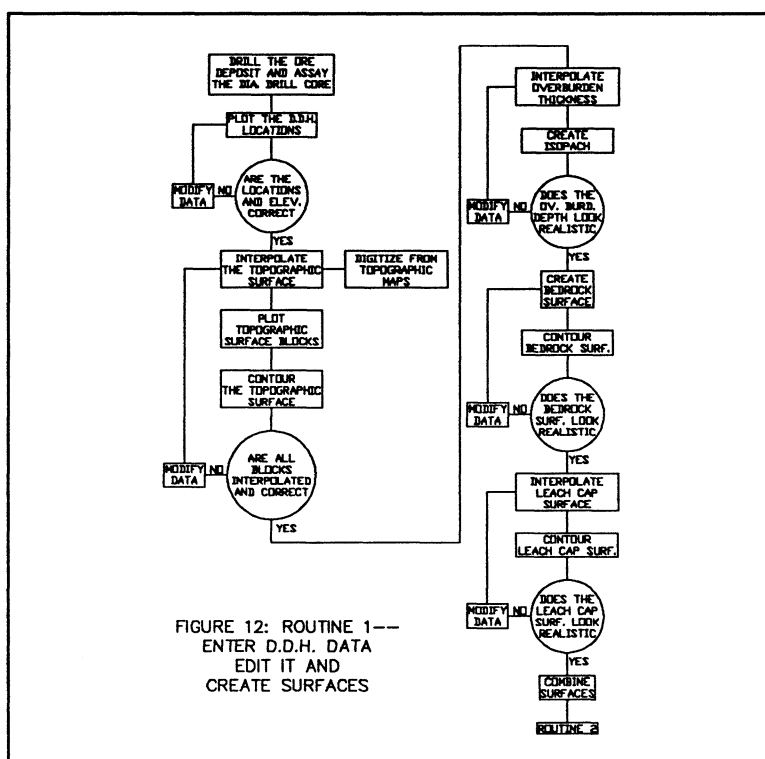 DRILL THE ORE
DEPOSIT AND ASSAY
THE DIA. DRILL CORE
PLOT THE D.D.H.
LOCATIONS
ARE THE
LOCATIONS
AND ELEV.
CORRECT
NO
MODIFY
DATA
YES
INTERPOLATE
THE TOPOGRAPHIC
SURFACE
DIGITIZE FROM
TOPOGRAPHIC
MAPS
PLOT
TOPOGRAPHIC
SURFACE BLOCKS
CONTOUR
THE TOPOGRAPHIC
SURFACE
ARE ALL
BLOCKS
INTERPOLATED
AND CORRECT
NO
MODIFY
DATA
YES
INTERPOLATE
OVERBURDEN
THICKNESS
CREATE
ISOPACH
DOES THE
OV. BURD.
DEPTH LOOK
REALISTIC
NO
MODIFY
DATA
YES
CREATE
BEDROCK
SURFACE
CONTOUR
BEDROCK SURF.
DOES THE
BEDROCK
SURF. LOOK
REALISTIC
NO
MODIFY
DATA
YES
INTERPOLATE
LEACH CAP
SURFACE
CONTOUR
LEACH CAP SURF.
DOES THE
LEACH CAP
SURF. LOOK
REALISTIC
NO
MODIFY
DATA
YES
COMBINE
SURFACES
ROUTINE 2
FIGURE 12: ROUTINE 1--
ENTER D.D.H. DATA
EDIT IT AND
CREATE SURFACES